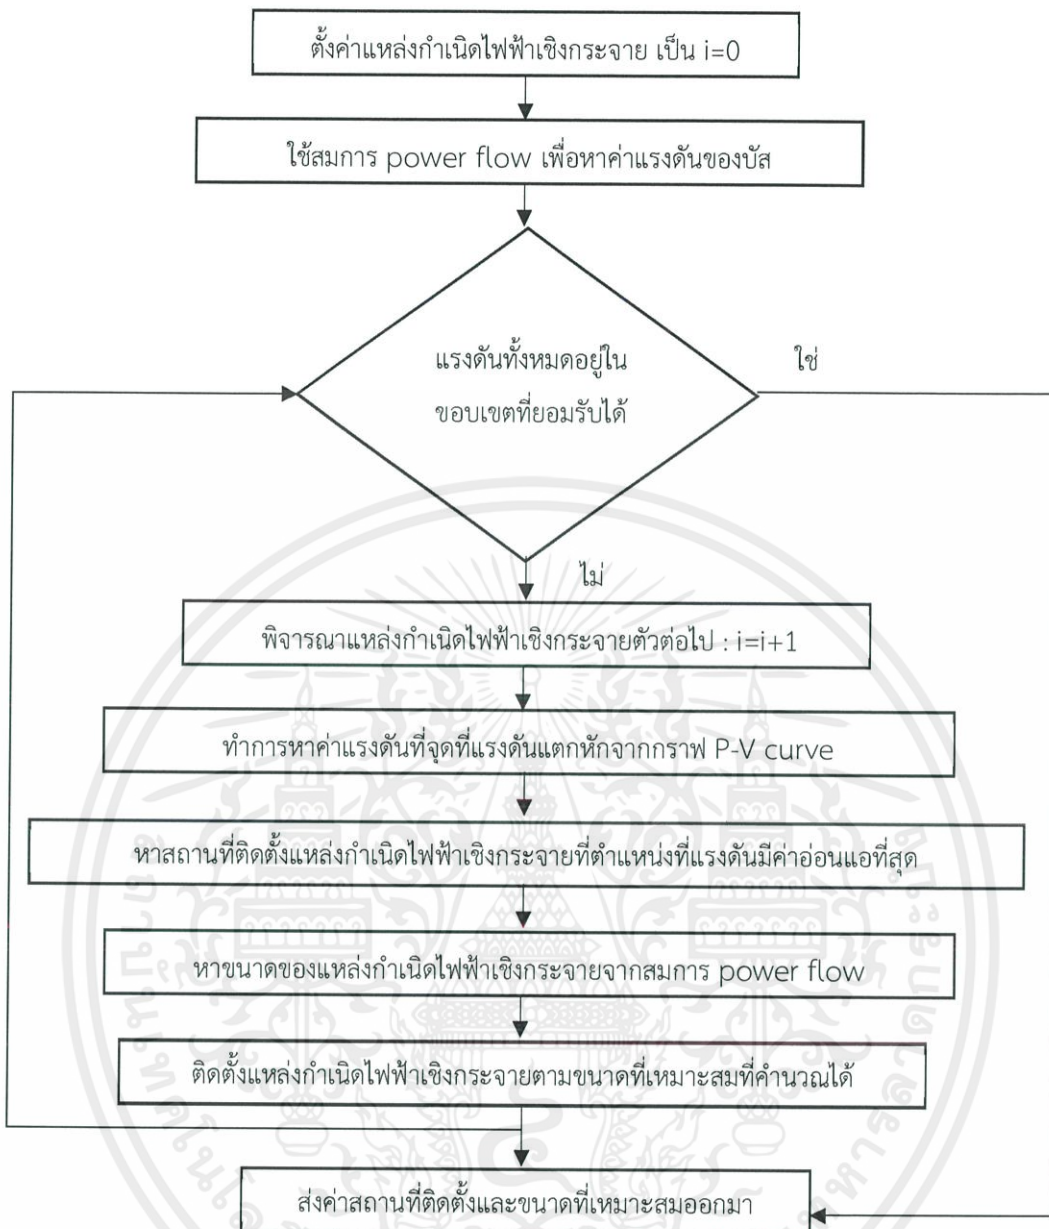 ตั้งค่าแหล่งกำเนิดไฟฟ้าเชิงกระจาย เป็น i=0
ใช้สมการ power flow เพื่อหาค่าแรงดันของบัส
แรงดันทั้งหมดอยู่ใน
ขอบเขตที่ยอมรับได้
ใช่
ไม่
พิจารณาแหล่งกำเนิดไฟฟ้าเชิงกระจายตัวต่อไป : i=i+1
ทำการหาค่าแรงดันที่จุดที่แรงดันแตกหักจากกราฟ P-V curve
หาสถานที่ติดตั้งแหล่งกำเนิดไฟฟ้าเชิงกระจายที่ตำแหน่งที่แรงดันมีค่าอ่อนแอที่สุด
หาขนาดของแหล่งกำเนิดไฟฟ้าเชิงกระจายจากสมการ power flow
ติดตั้งแหล่งกำเนิดไฟฟ้าเชิงกระจายตามขนาดที่เหมาะสมที่คำนวณได้
ส่งค่าสถานที่ติดตั้งและขนาดที่เหมาะสมออกมา